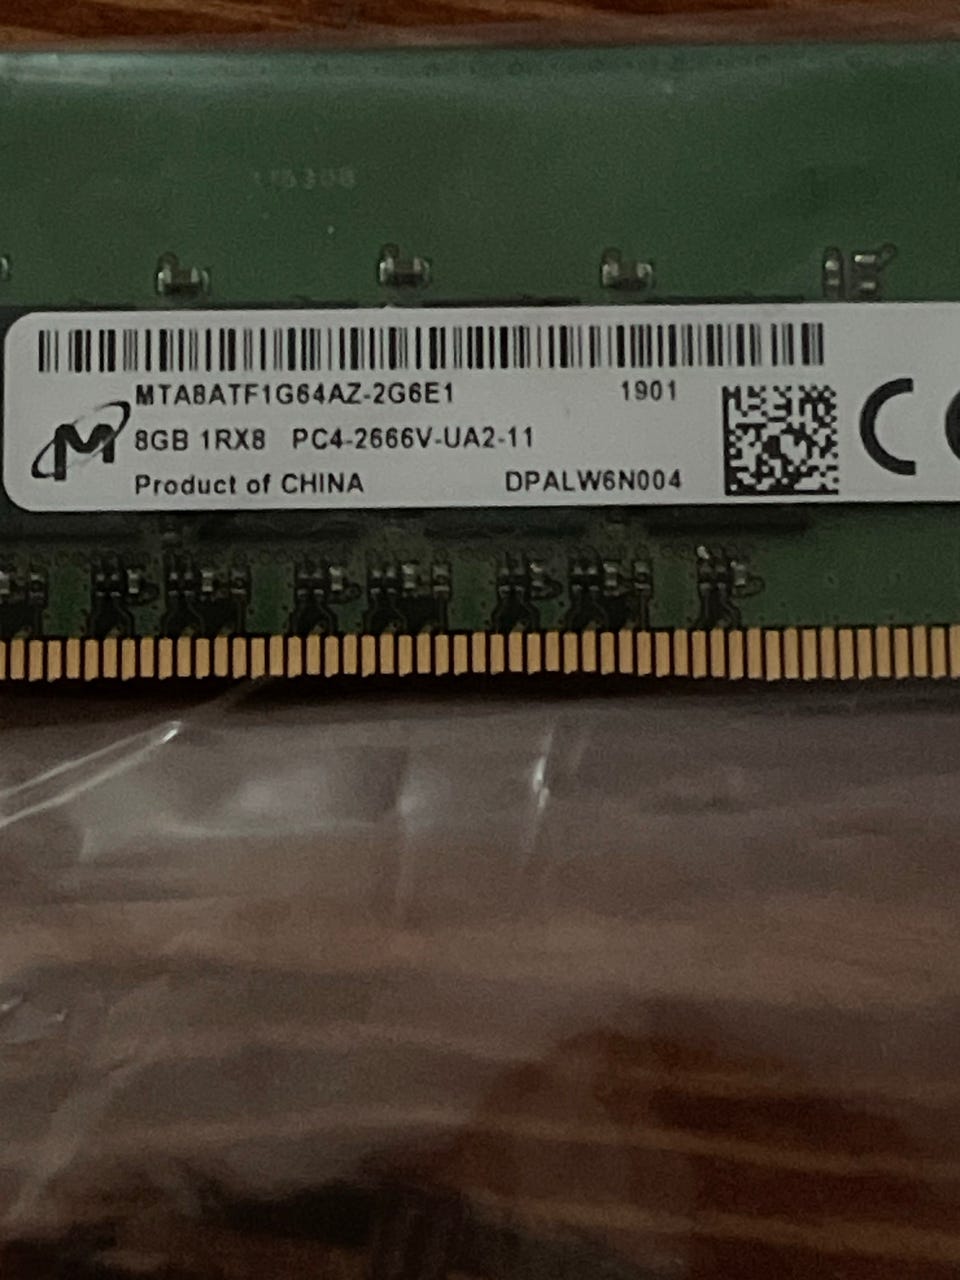 MTA8ATF1G64AZ-2G6E1 1901
8GB 1RX8 PC4-2666V-UA2-11
Product of CHINA DPALW6N004